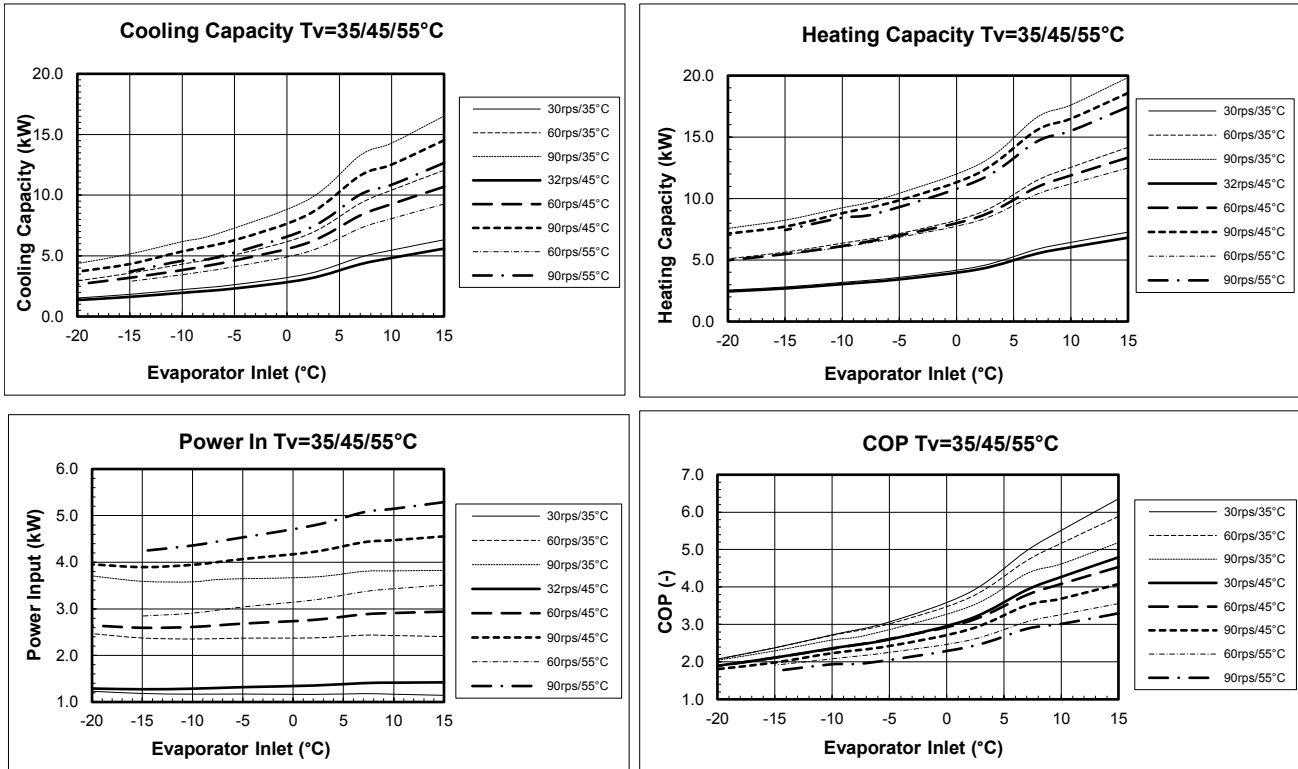 Cooling Capacity Tv=35/45/55°C
Cooling Capacity (kW)
20.0
15.0
10.0
5.0
0.0
-20 -15 -10 -5 0 5 10 15
Evaporator Inlet (°C)
30rps/35°C
60rps/35°C
90rps/35°C
32rps/45°C
60rps/45°C
90rps/45°C
60rps/55°C
90rps/55°C
Heating Capacity Tv=35/45/55°C
Heating Capacity (kW)
20.0
15.0
10.0
5.0
0.0
-20 -15 -10 -5 0 5 10 15
Evaporator Inlet (°C)
30rps/35°C
60rps/35°C
90rps/35°C
32rps/45°C
60rps/45°C
90rps/45°C
60rps/55°C
90rps/55°C
Power In Tv=35/45/55°C
Power Input (kW)
6.0
5.0
4.0
3.0
2.0
1.0
-20 -15 -10 -5 0 5 10 15
Evaporator Inlet (°C)
30rps/35°C
60rps/35°C
90rps/35°C
32rps/45°C
60rps/45°C
90rps/45°C
60rps/55°C
90rps/55°C
COP Tv=35/45/55°C
COP (-)
7.0
6.0
5.0
4.0
3.0
2.0
1.0
-20 -15 -10 -5 0 5 10 15
Evaporator Inlet (°C)
30rps/35°C
60rps/35°C
90rps/35°C
30rps/45°C
60rps/45°C
90rps/45°C
60rps/55°C
90rps/55°C